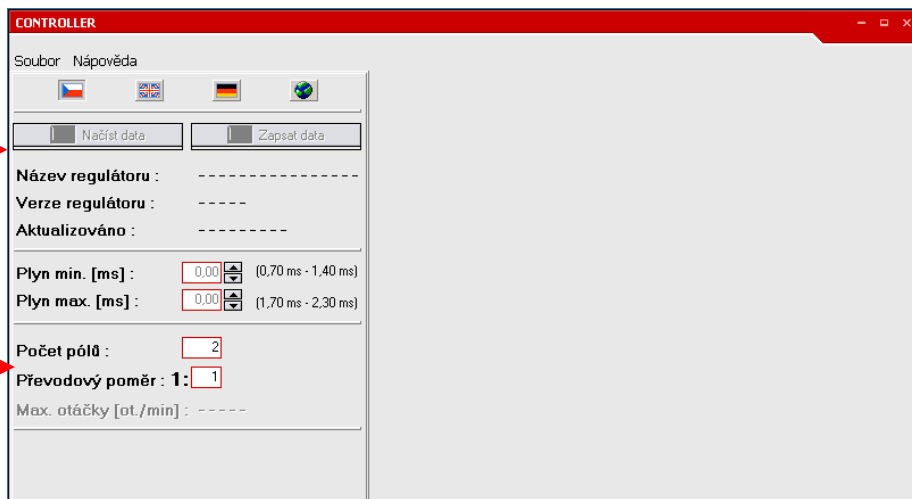 CONTROLLER
Soubor Nápověda
Načíst data Zapsat data
Název regulátoru : ----------------
Verze regulátoru : -----
Aktualizováno : ---------
Plyn min. [ms] : 0,00 (0,70 ms - 1,40 ms)
Plyn max. [ms] : 0,00 (1,70 ms - 2,30 ms)
Počet pólů : 2
Převodový poměr : 1: 1
Max. otáčky [ot./min] : -----